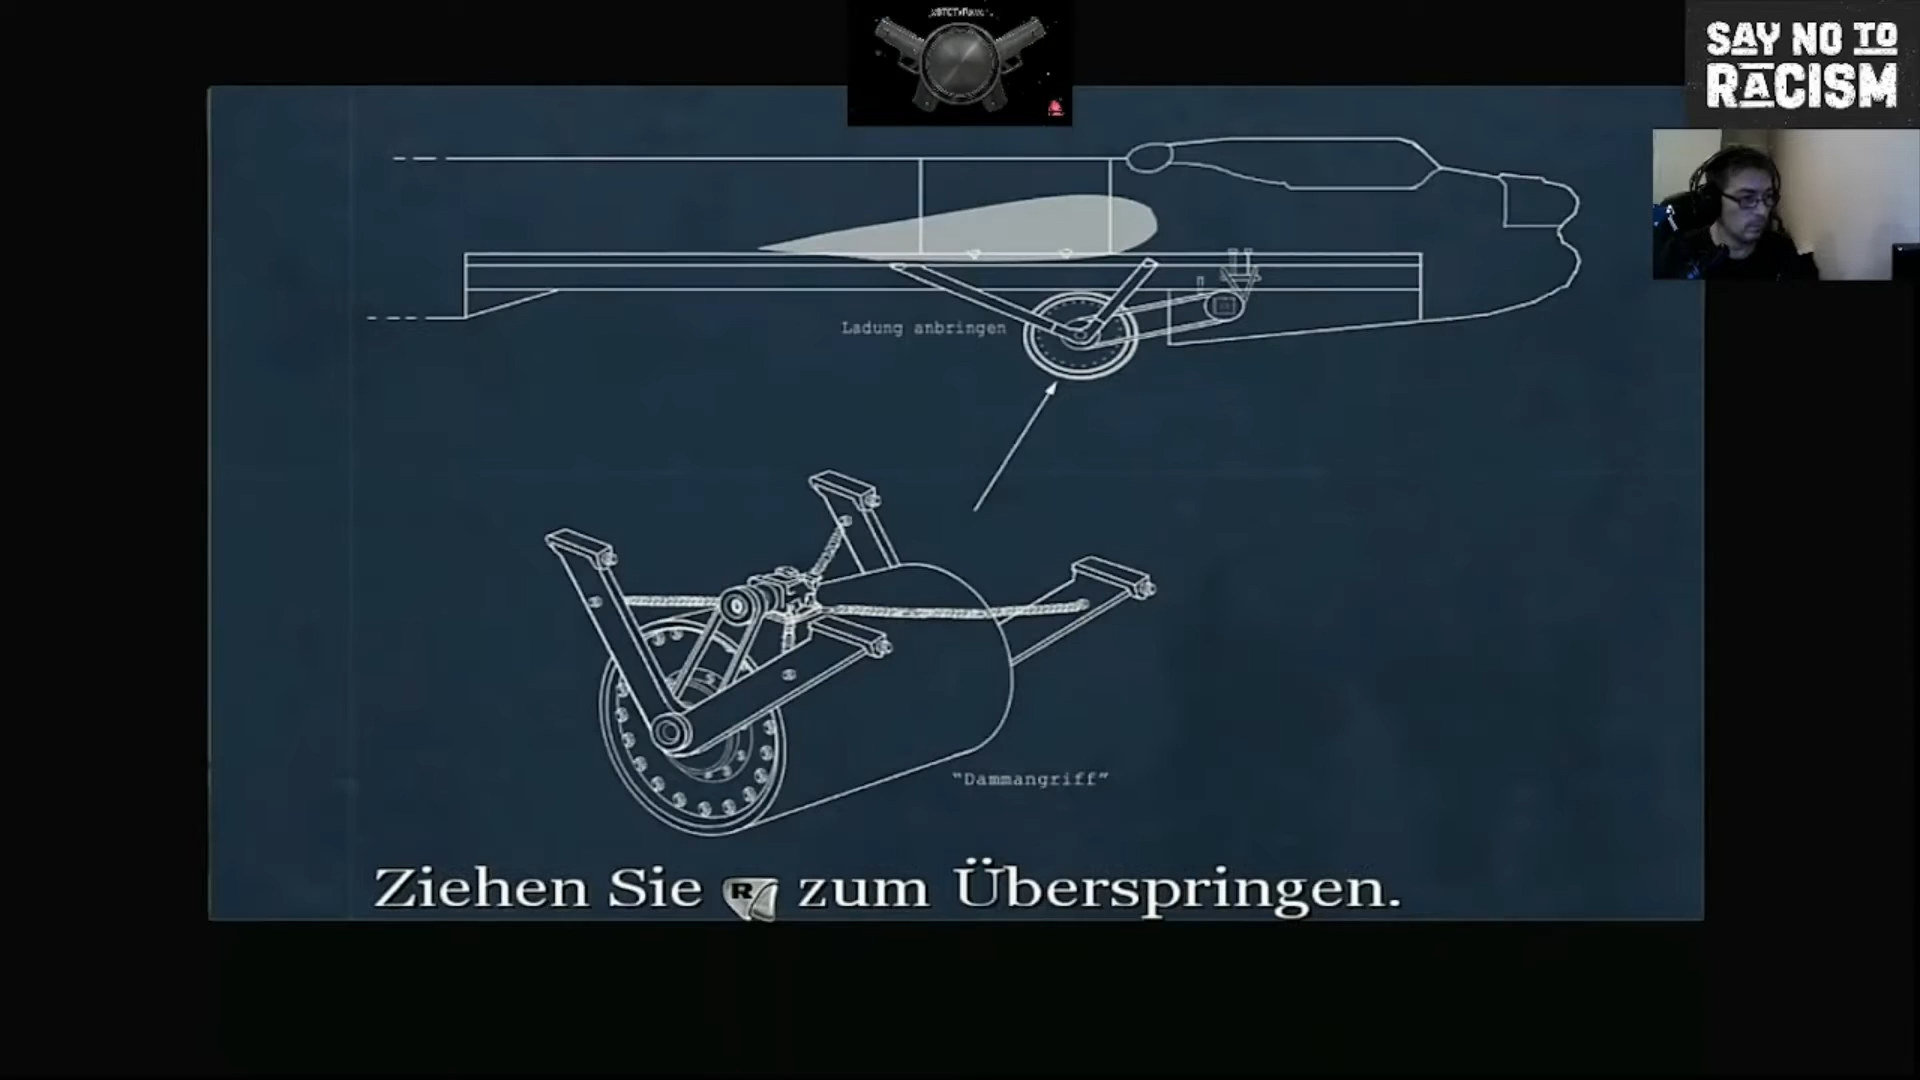 SAY NO TO
RACISM
Ladung anbringen
“Dammangriff”
Ziehen Sie R zum Überspringen.